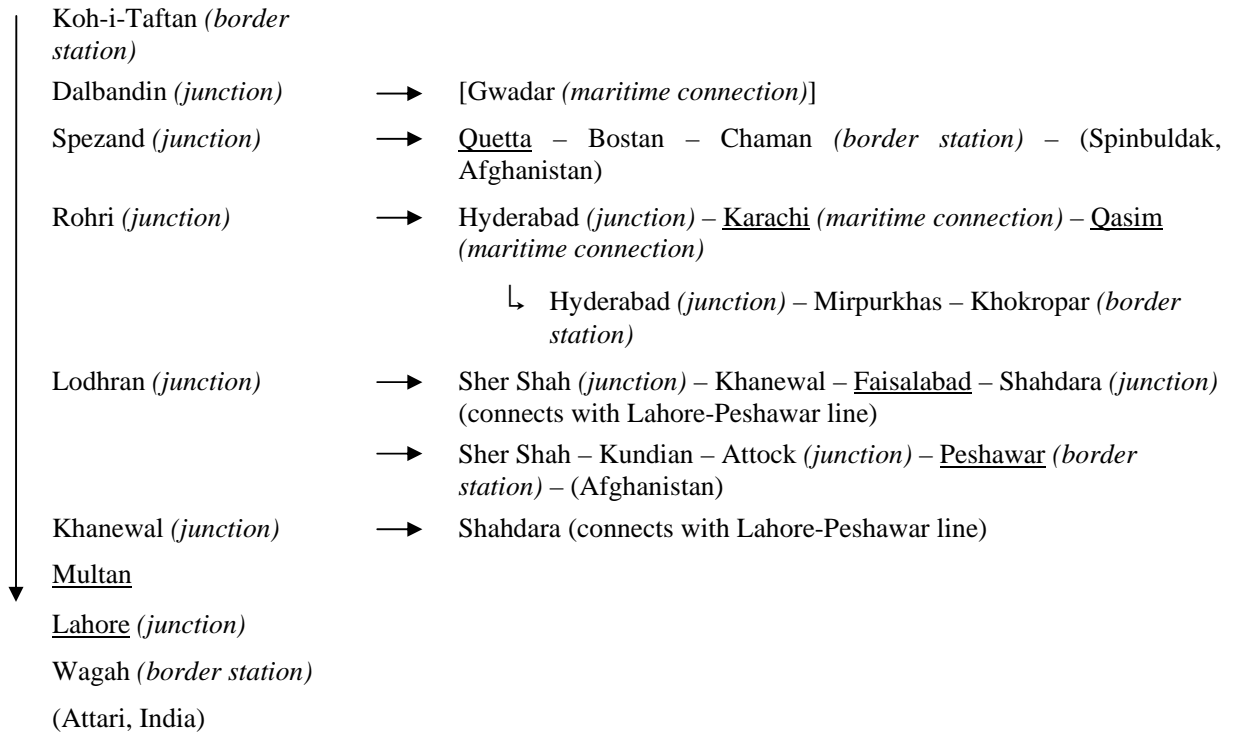 Koh-i-Taftan (border
station)
Dalbandin (junction) → [Gwadar (maritime connection)]
Spezand (junction) → Quetta – Bostan – Chaman (border station) – (Spinbuldak,
Afghanistan)
Rohri (junction) → Hyderabad (junction) – Karachi (maritime connection) – Qasim
(maritime connection)
↳ Hyderabad (junction) – Mirpurkhas – Khokropar (border
station)
Lodhran (junction) → Sher Shah (junction) – Khanewal – Faisalabad – Shahdara (junction)
(connects with Lahore-Peshawar line)
→ Sher Shah – Kundian – Attock (junction) – Peshawar (border
station) – (Afghanistan)
Khanewal (junction) → Shahdara (connects with Lahore-Peshawar line)
Multan
Lahore (junction)
Wagah (border station)
(Attari, India)